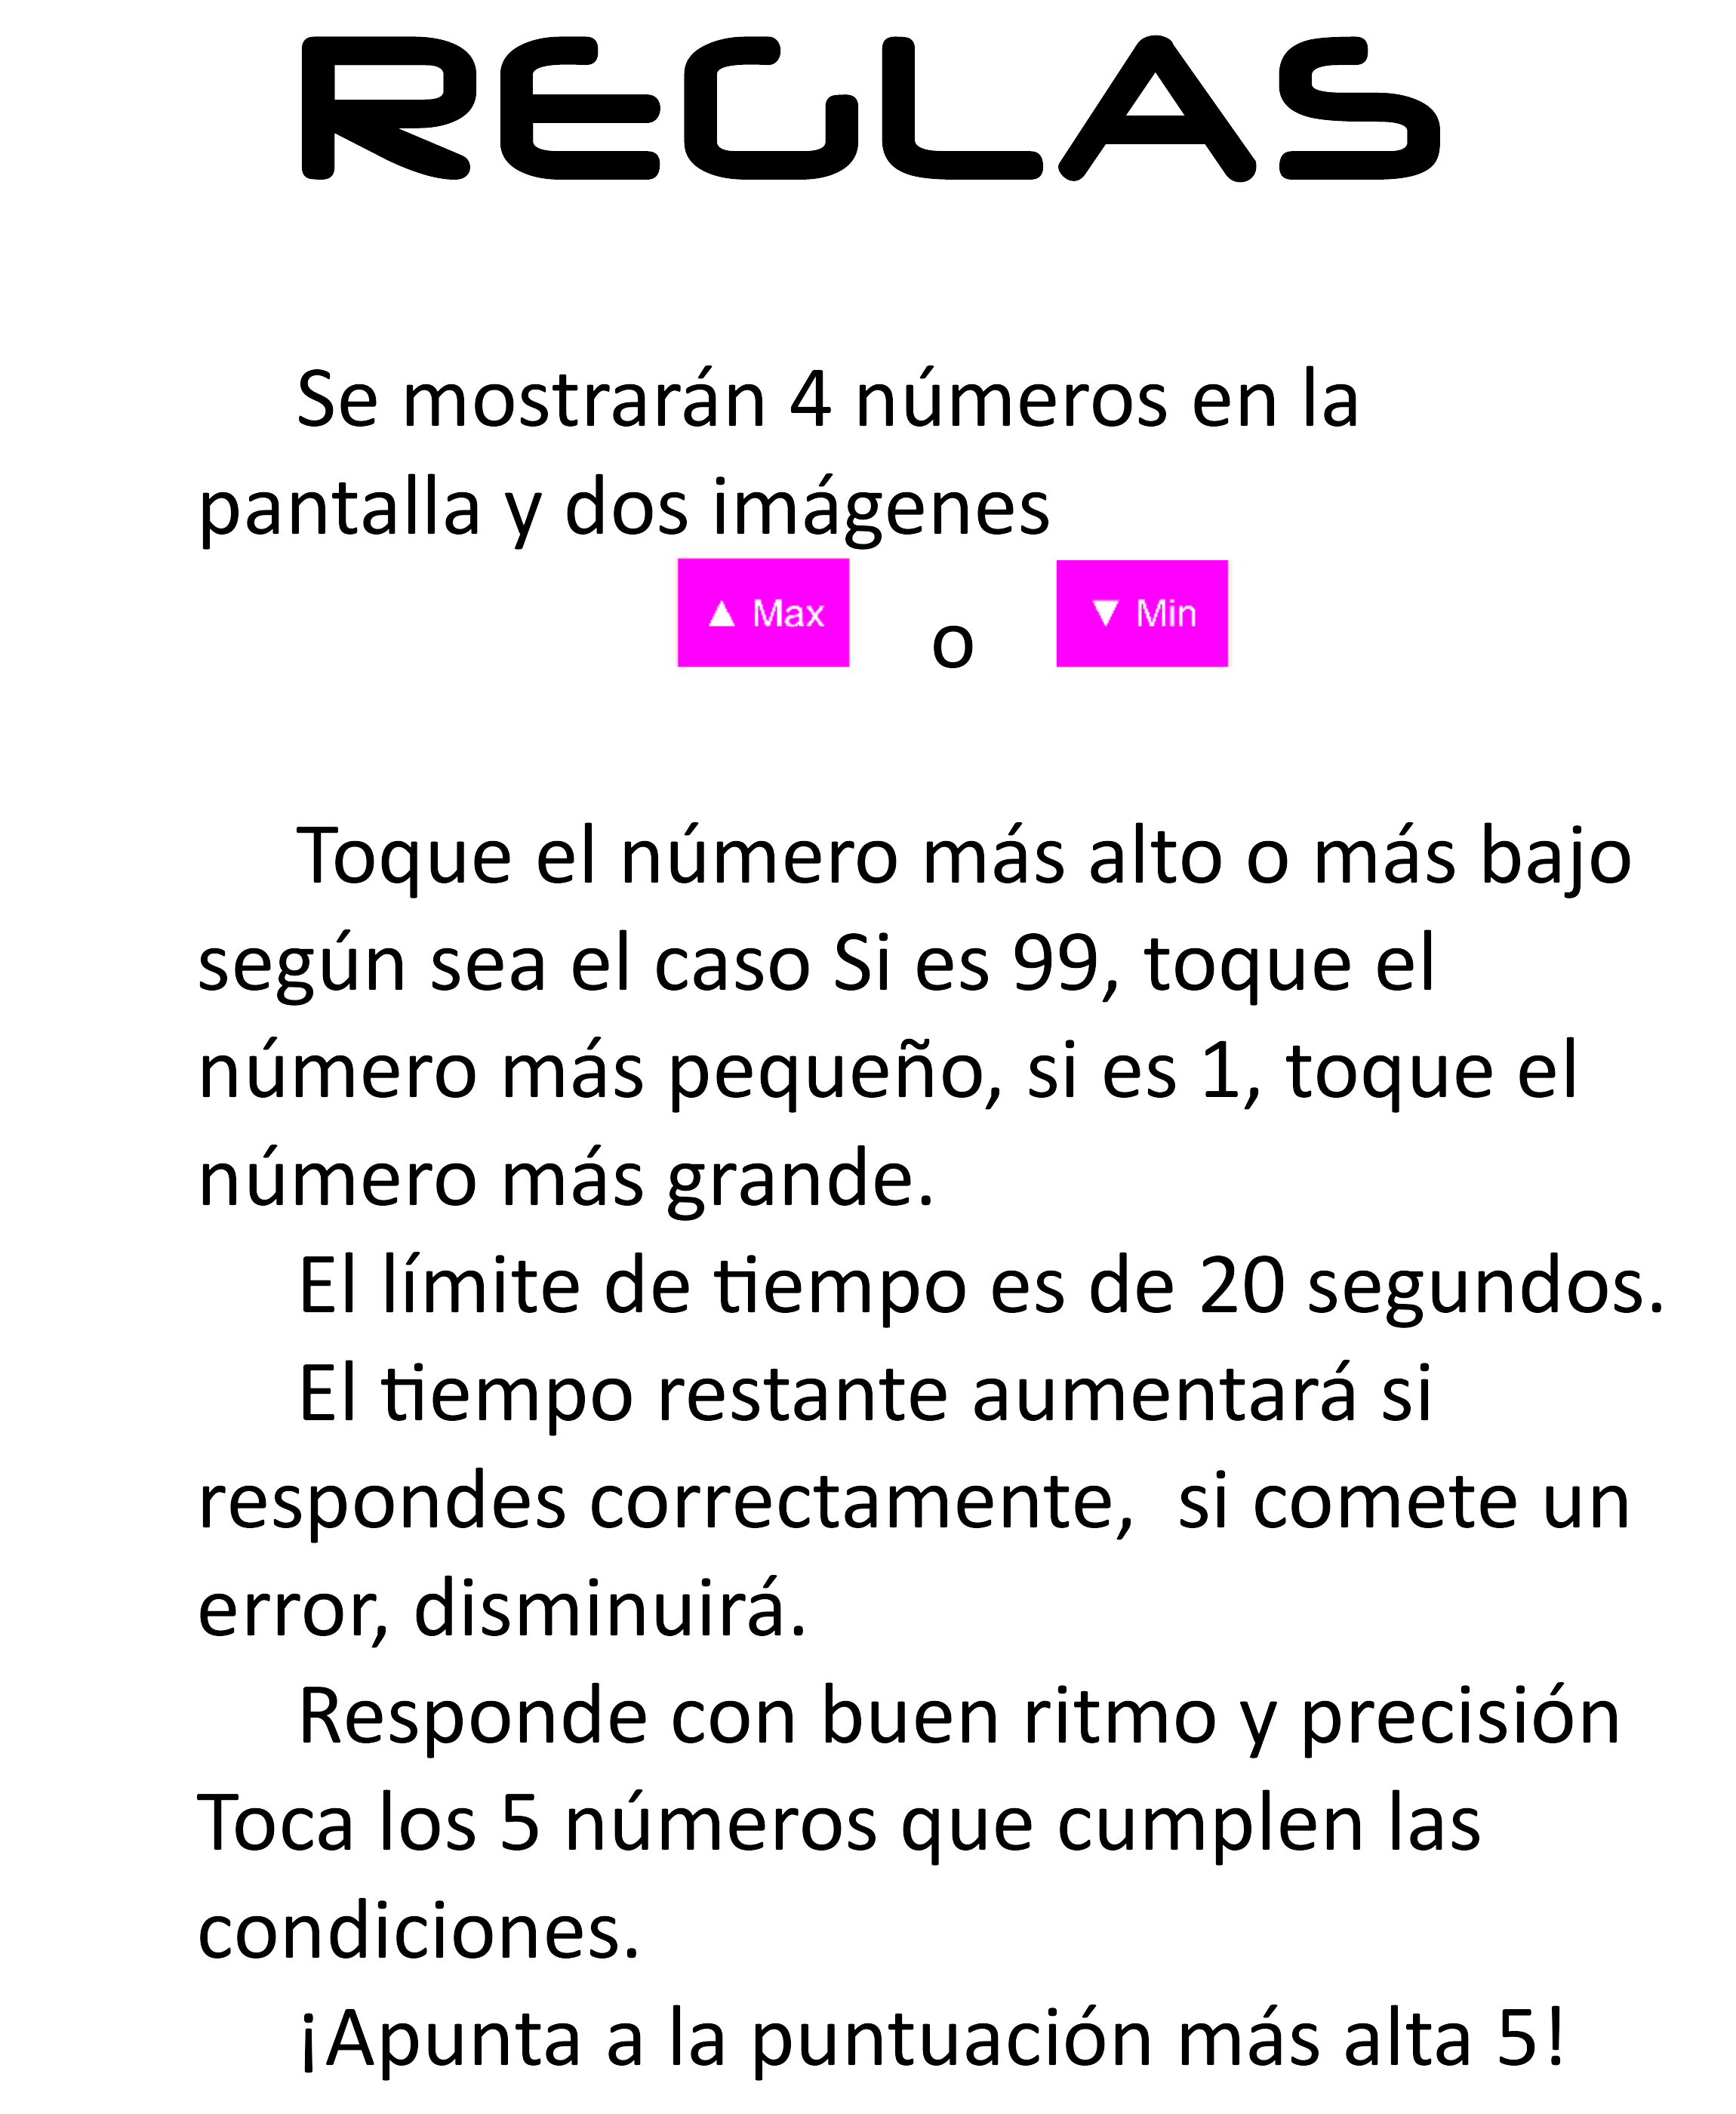 REGLAS
Se mostrarán 4 números en la
pantalla y dos imágenes
▲ Max o ▼ Min
Toque el número más alto o más bajo
según sea el caso Si es 99, toque el
número más pequeño, si es 1, toque el
número más grande.
El límite de tiempo es de 20 segundos.
El tiempo restante aumentará si
respondes correctamente,  si comete un
error, disminuirá.
Responde con buen ritmo y precisión
Toca los 5 números que cumplen las
condiciones.
¡Apunta a la puntuación más alta 5!